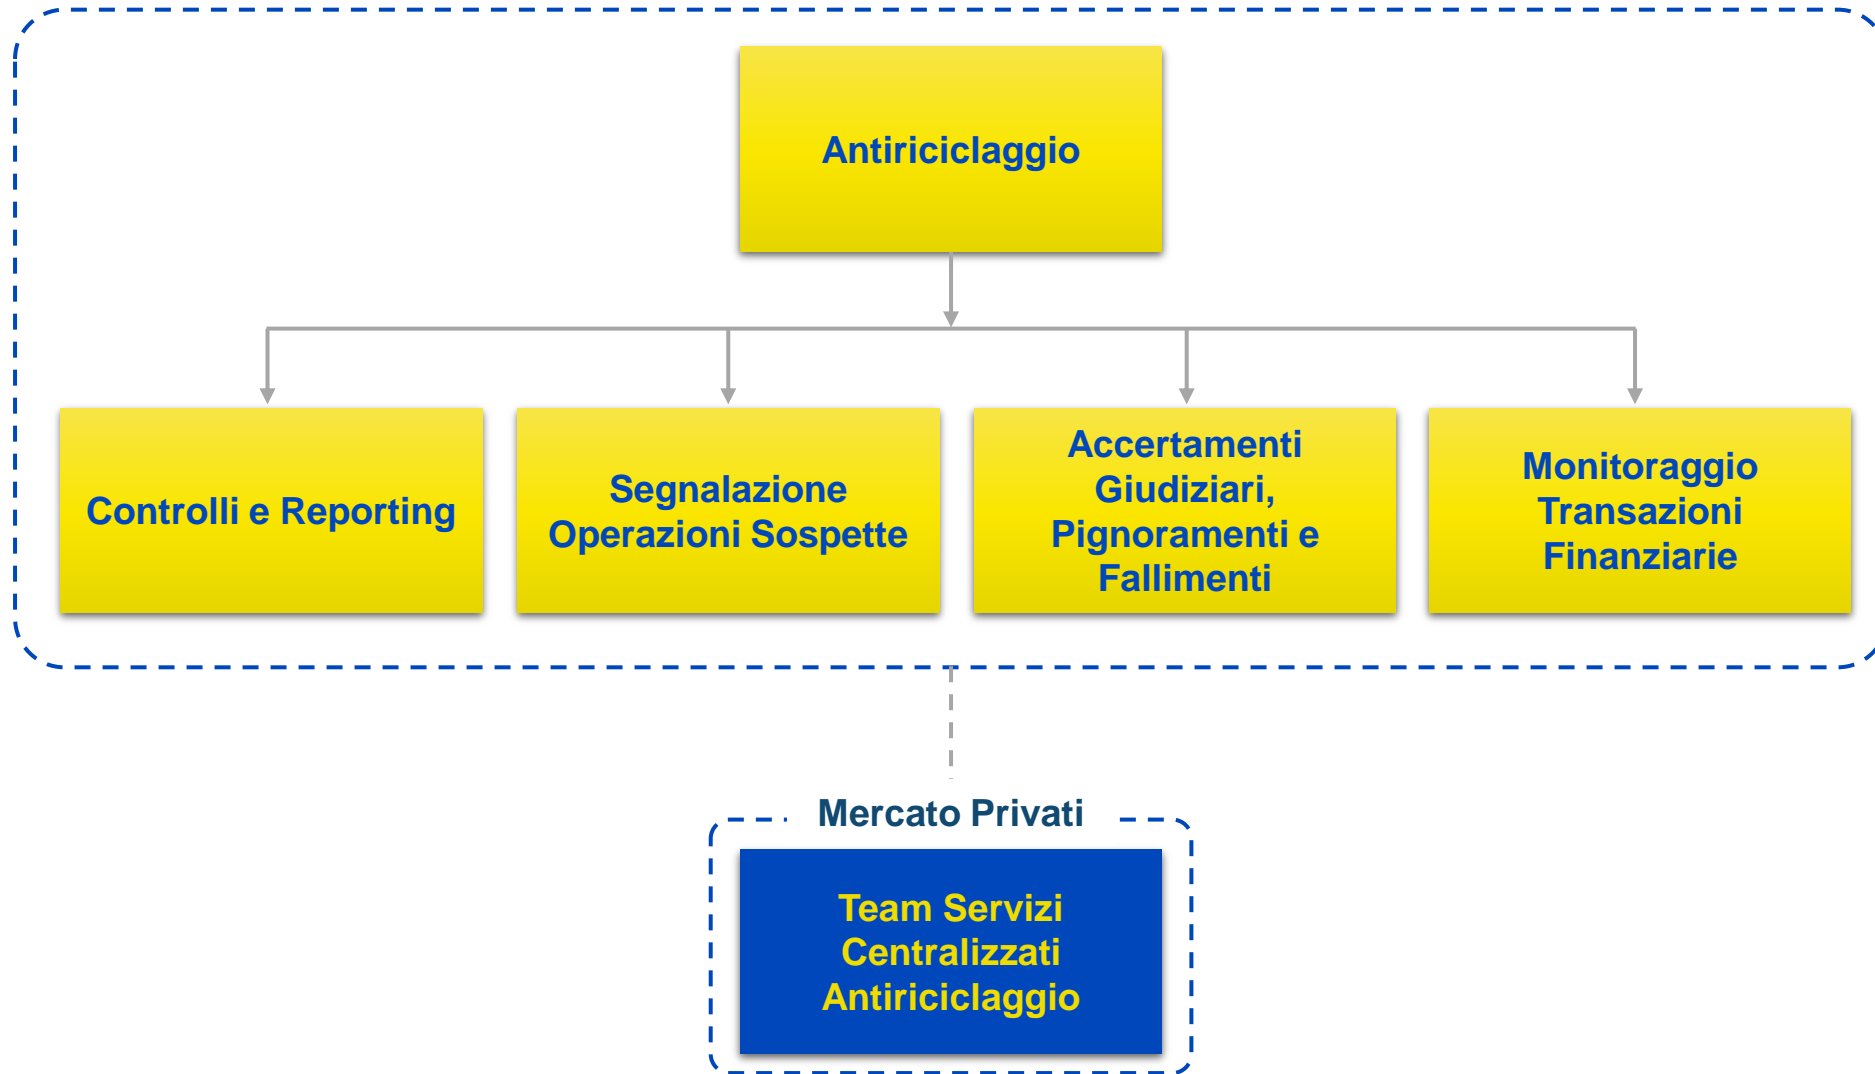 Antiriciclaggio
Controlli e Reporting
Segnalazione
Operazioni Sospette
Accertamenti
Giudiziari,
Pignoramenti e
Fallimenti
Monitoraggio
Transazioni
Finanziarie
Mercato Privati
Team Servizi
Centralizzati
Antiriciclaggio